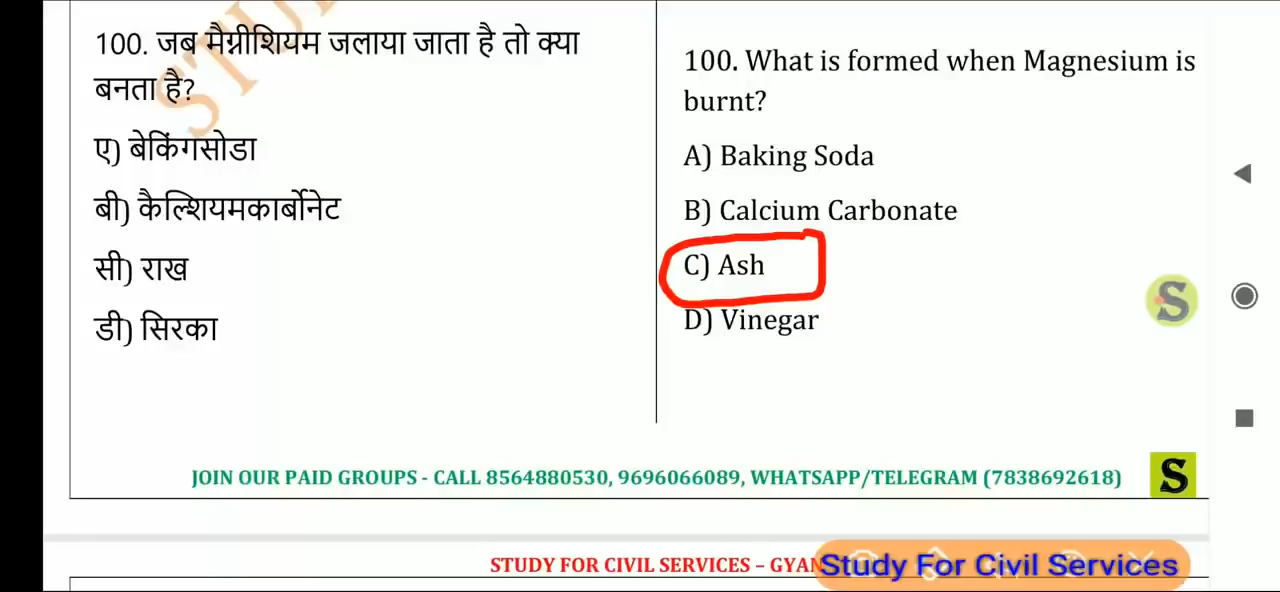 100. जब मैग्नीशियम जलाया जाता है तो क्या
बनता है?
ए) बेकिंगसोडा
बी) कैल्शियमकार्बोनेट
सी) राख
डी) सिरका
100. What is formed when Magnesium is
burnt?
A) Baking Soda
B) Calcium Carbonate
C) Ash
D) Vinegar
S
JOIN OUR PAID GROUPS - CALL 8564880530, 9696066089, WHATSAPP/TELEGRAM (7838692618)
S
STUDY FOR CIVIL SERVICES – GYAN
Study For Civil Services